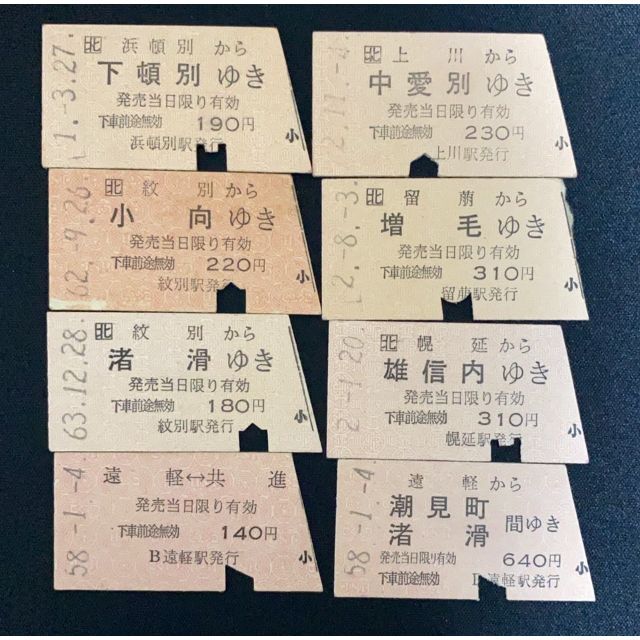 北 浜頓別 から
下頓別 ゆき
発売当日限り有効
下車前途無効 190円
浜頓別駅発行
1.-3.27.
小
北 上川 から
中愛別 ゆき
発売当日限り有効
下車前途無効 230円
上川駅発行
2.11.-4
小
北 紋別 から
小向 ゆき
発売当日限り有効
下車前途無効 220円
紋別駅発行
62.-9.26
小
北 留萠 から
増毛 ゆき
発売当日限り有効
下車前途無効 310円
留萠駅発行
2.-8.-3.
小
北 紋別 から
渚滑 ゆき
発売当日限り有効
下車前途無効 180円
紋別駅発行
63.12.28.
小
北 幌延 から
雄信内 ゆき
発売当日限り有効
下車前途無効 310円
幌延駅発行
2.-1.20.
小
遠軽↔共進
発売当日限り有効
下車前途無効 140円
B遠軽駅発行
58.-1.-4
小
遠軽 から
潮見町
渚滑 間ゆき
発売当日限り有効 640円
下車前途無効 遠軽駅発行
58.-1.-4
小